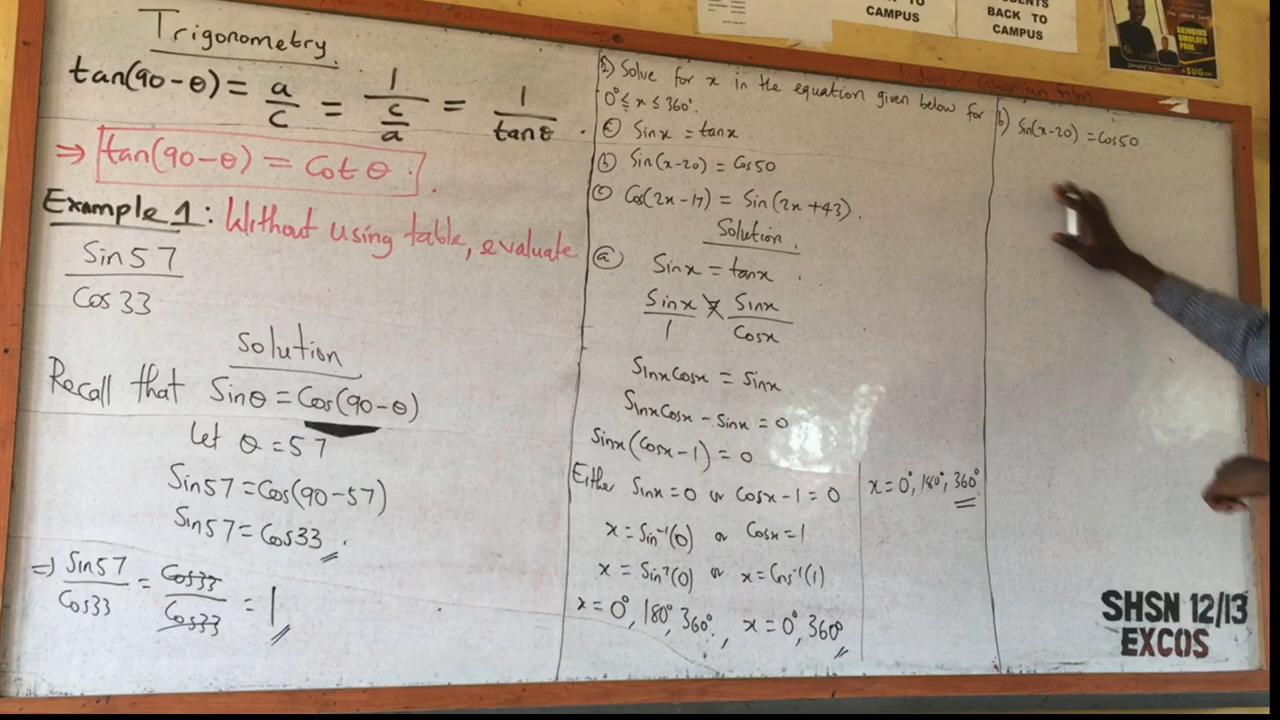 Trigonometry.
tan(90-θ) = a/c = 1/(c/a) = 1/tanθ .
⇒ tan(90-θ) = Cot θ .
Example 1: Without using table, evaluate
Sin57/Cos33
Solution
Recall that Sinθ = Cos(90-θ)
Let θ = 57
Sin57 = Cos(90-57)
Sin57 = Cos33 .
⇒ Sin57/Cos33 = Cos33/Cos33 = 1
2) Solve for x in the equation given below for
0° ≤ x ≤ 360°.
Sinx = tanx
(b) Sin(x-20) = Cos50
(c) Cos(2x-17) = Sin(2x+43).
Solution.
(a) Sinx = tanx .
Sinx/1 = Sinx/Cosx
SinxCosx = Sinx
SinxCosx - Sinx = 0
Sinx(Cosx-1) = 0
Either Sinx = 0 or Cosx-1 = 0
x = Sin⁻¹(0) or Cosx = 1
x = Sin⁻¹(0) or x = Cos⁻¹(1)
x = 0°, 180°, 360°, x = 0°, 360°
x = 0°, 180°, 360°
b) Sin(x-20) = Cos50
TO
CAMPUS
BACK TO
CAMPUS
SHSN 12/13
EXCOS